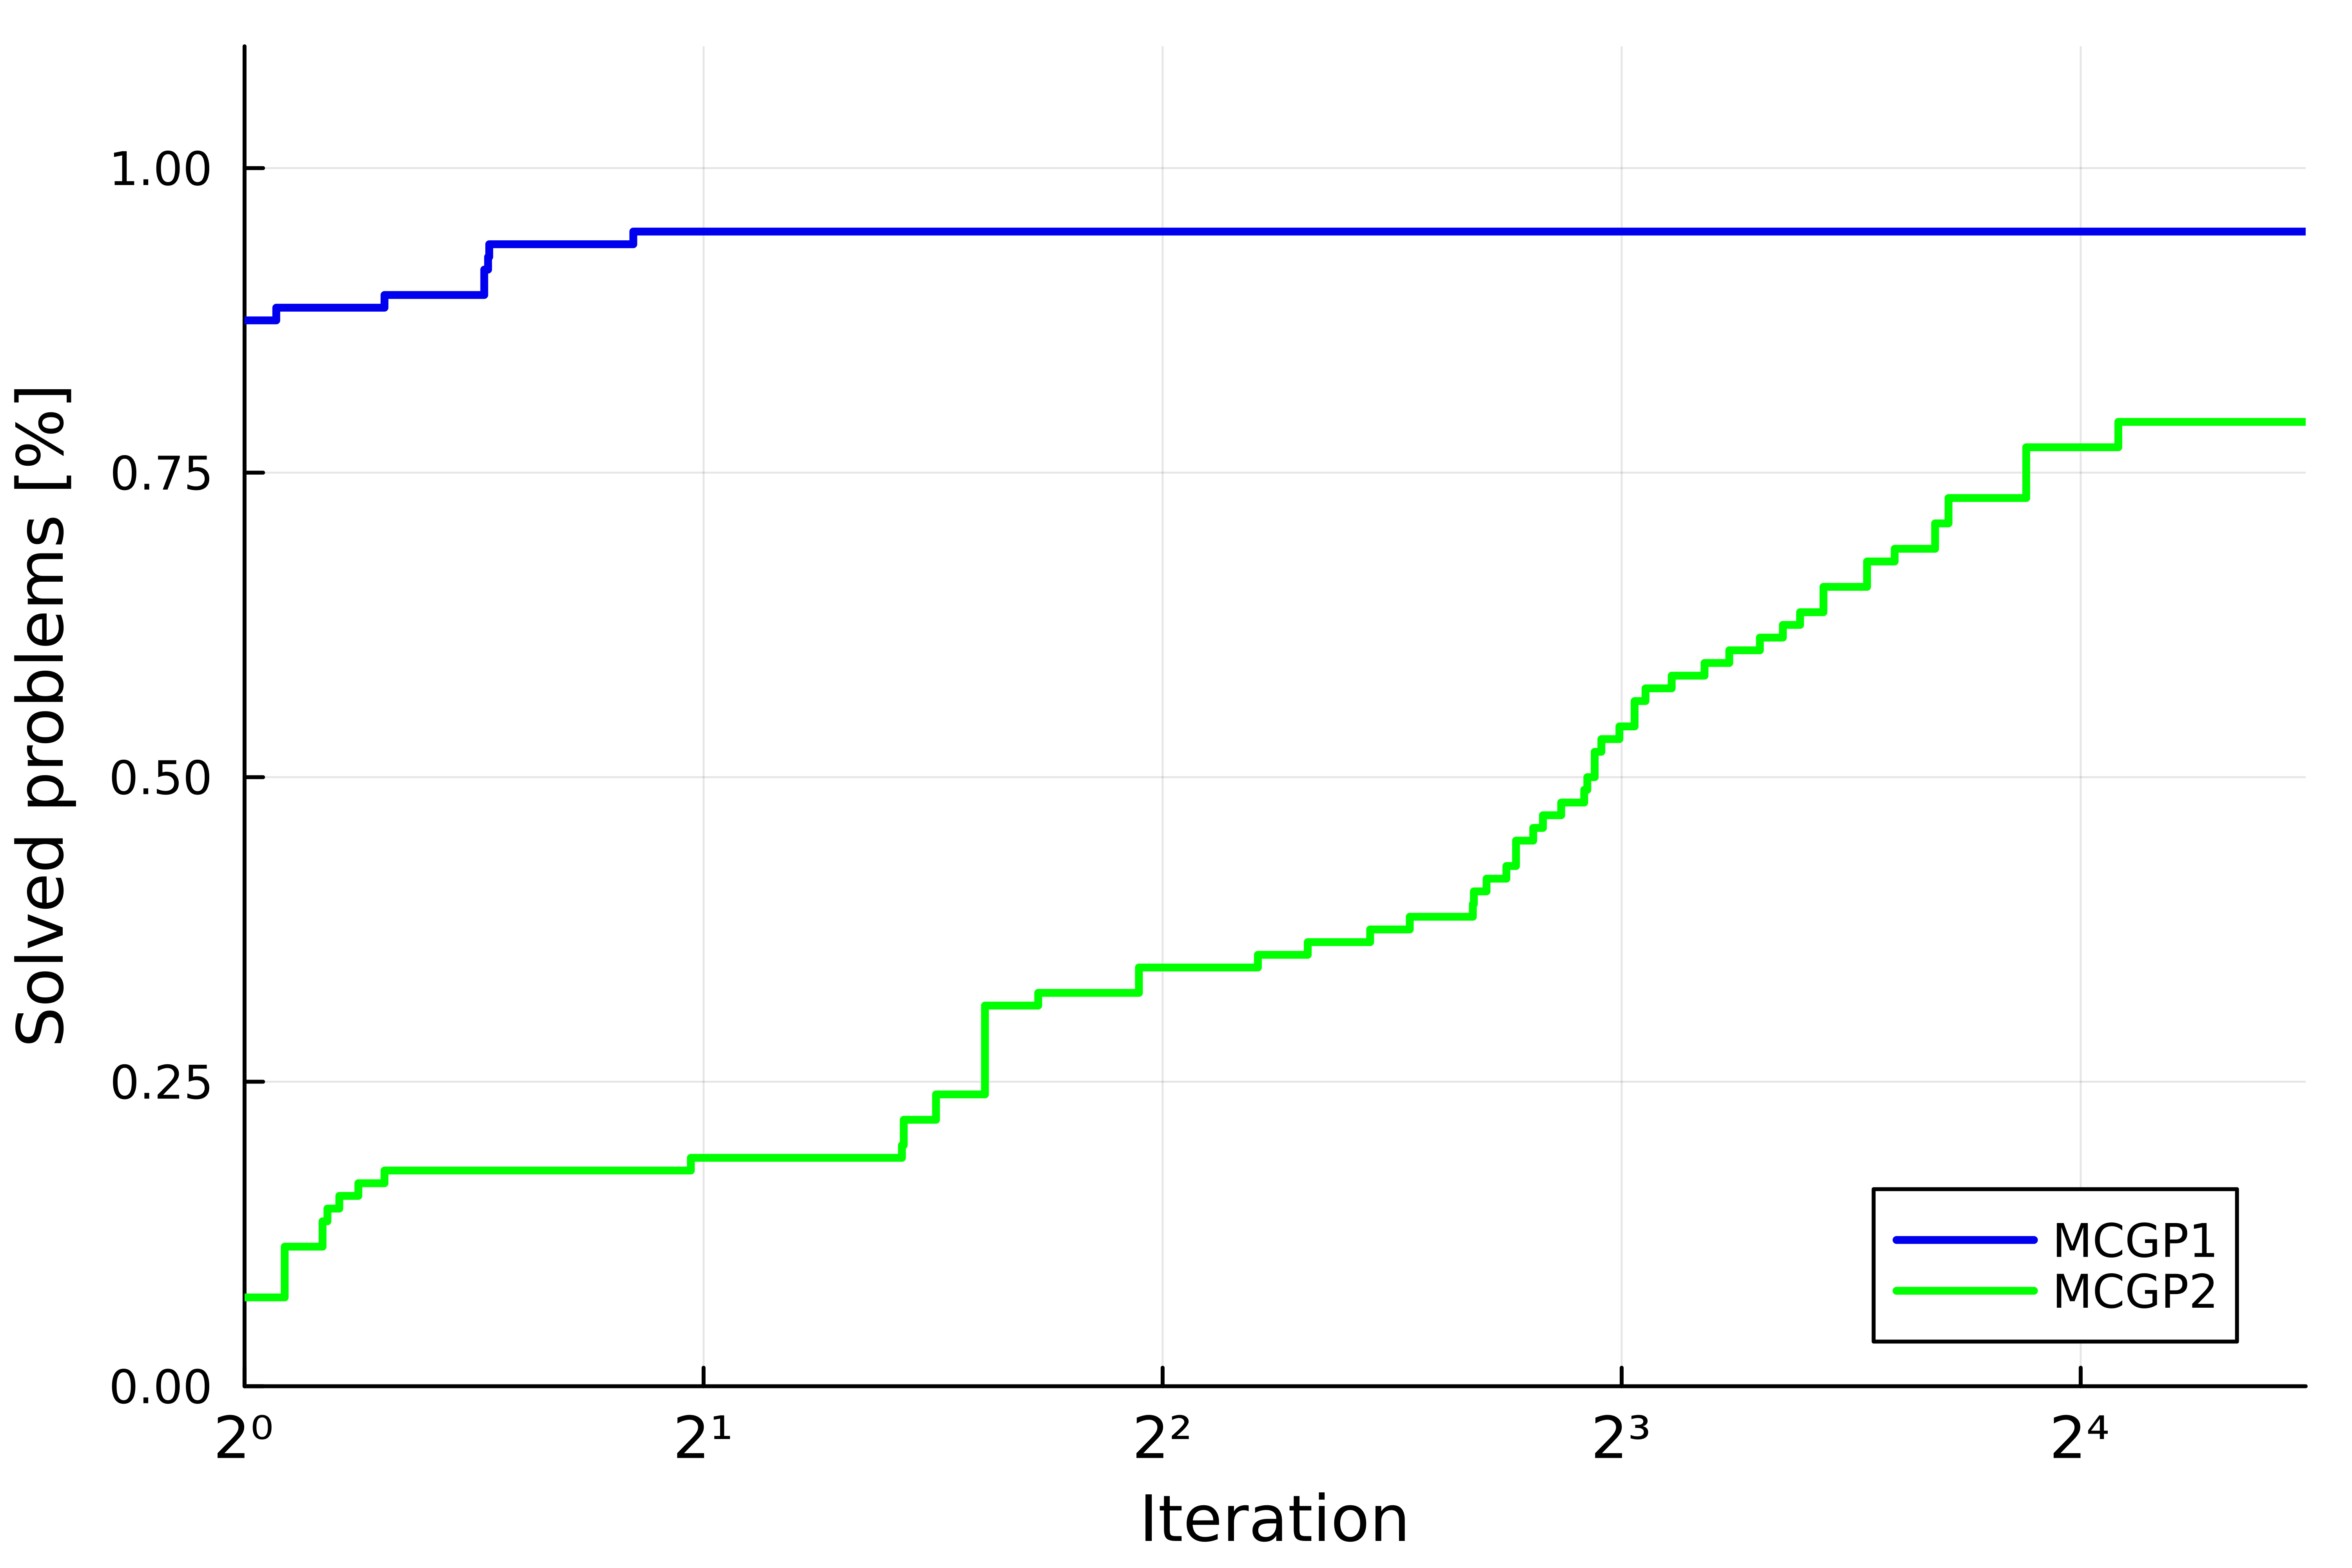 Solved problems [%]
1.00
0.75
0.50
0.25
0.00
2⁰ 2¹ 2² 2³ 2⁴
Iteration
MCGP1
MCGP2